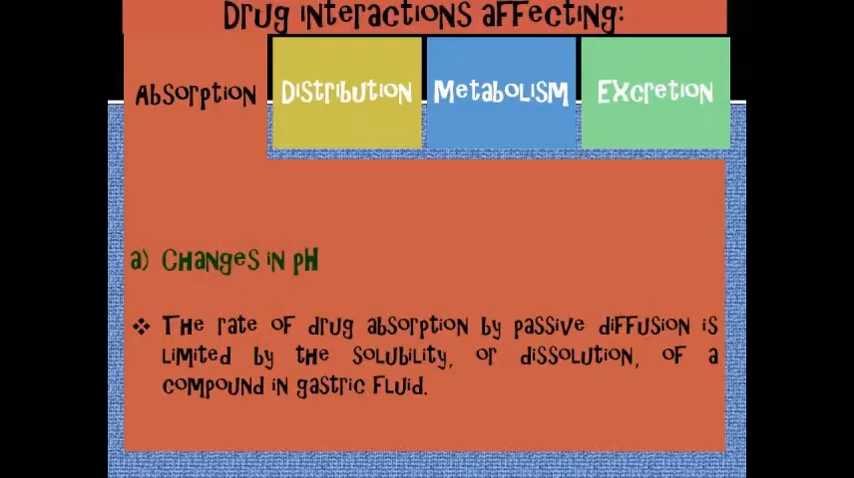 Drug interactions affecting:
Absorption
Distribution
Metabolism
Excretion
a) Changes in pH
❖ The rate of drug absorption by passive diffusion is
limited by the solubility, or dissolution, of a
compound in gastric fluid.